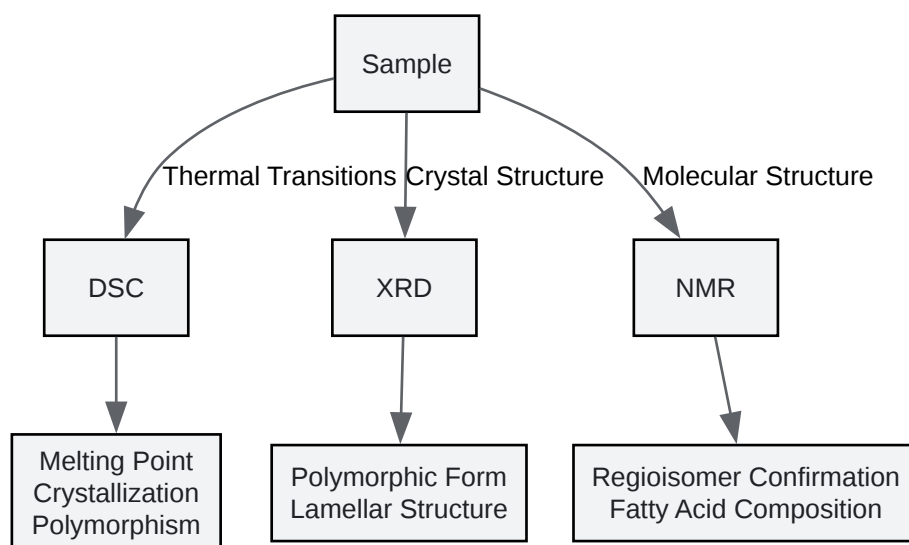 Sample
Thermal Transitions
Crystal Structure
Molecular Structure
DSC
XRD
NMR
Melting Point
Crystallization
Polymorphism
Polymorphic Form
Lamellar Structure
Regioisomer Confirmation
Fatty Acid Composition